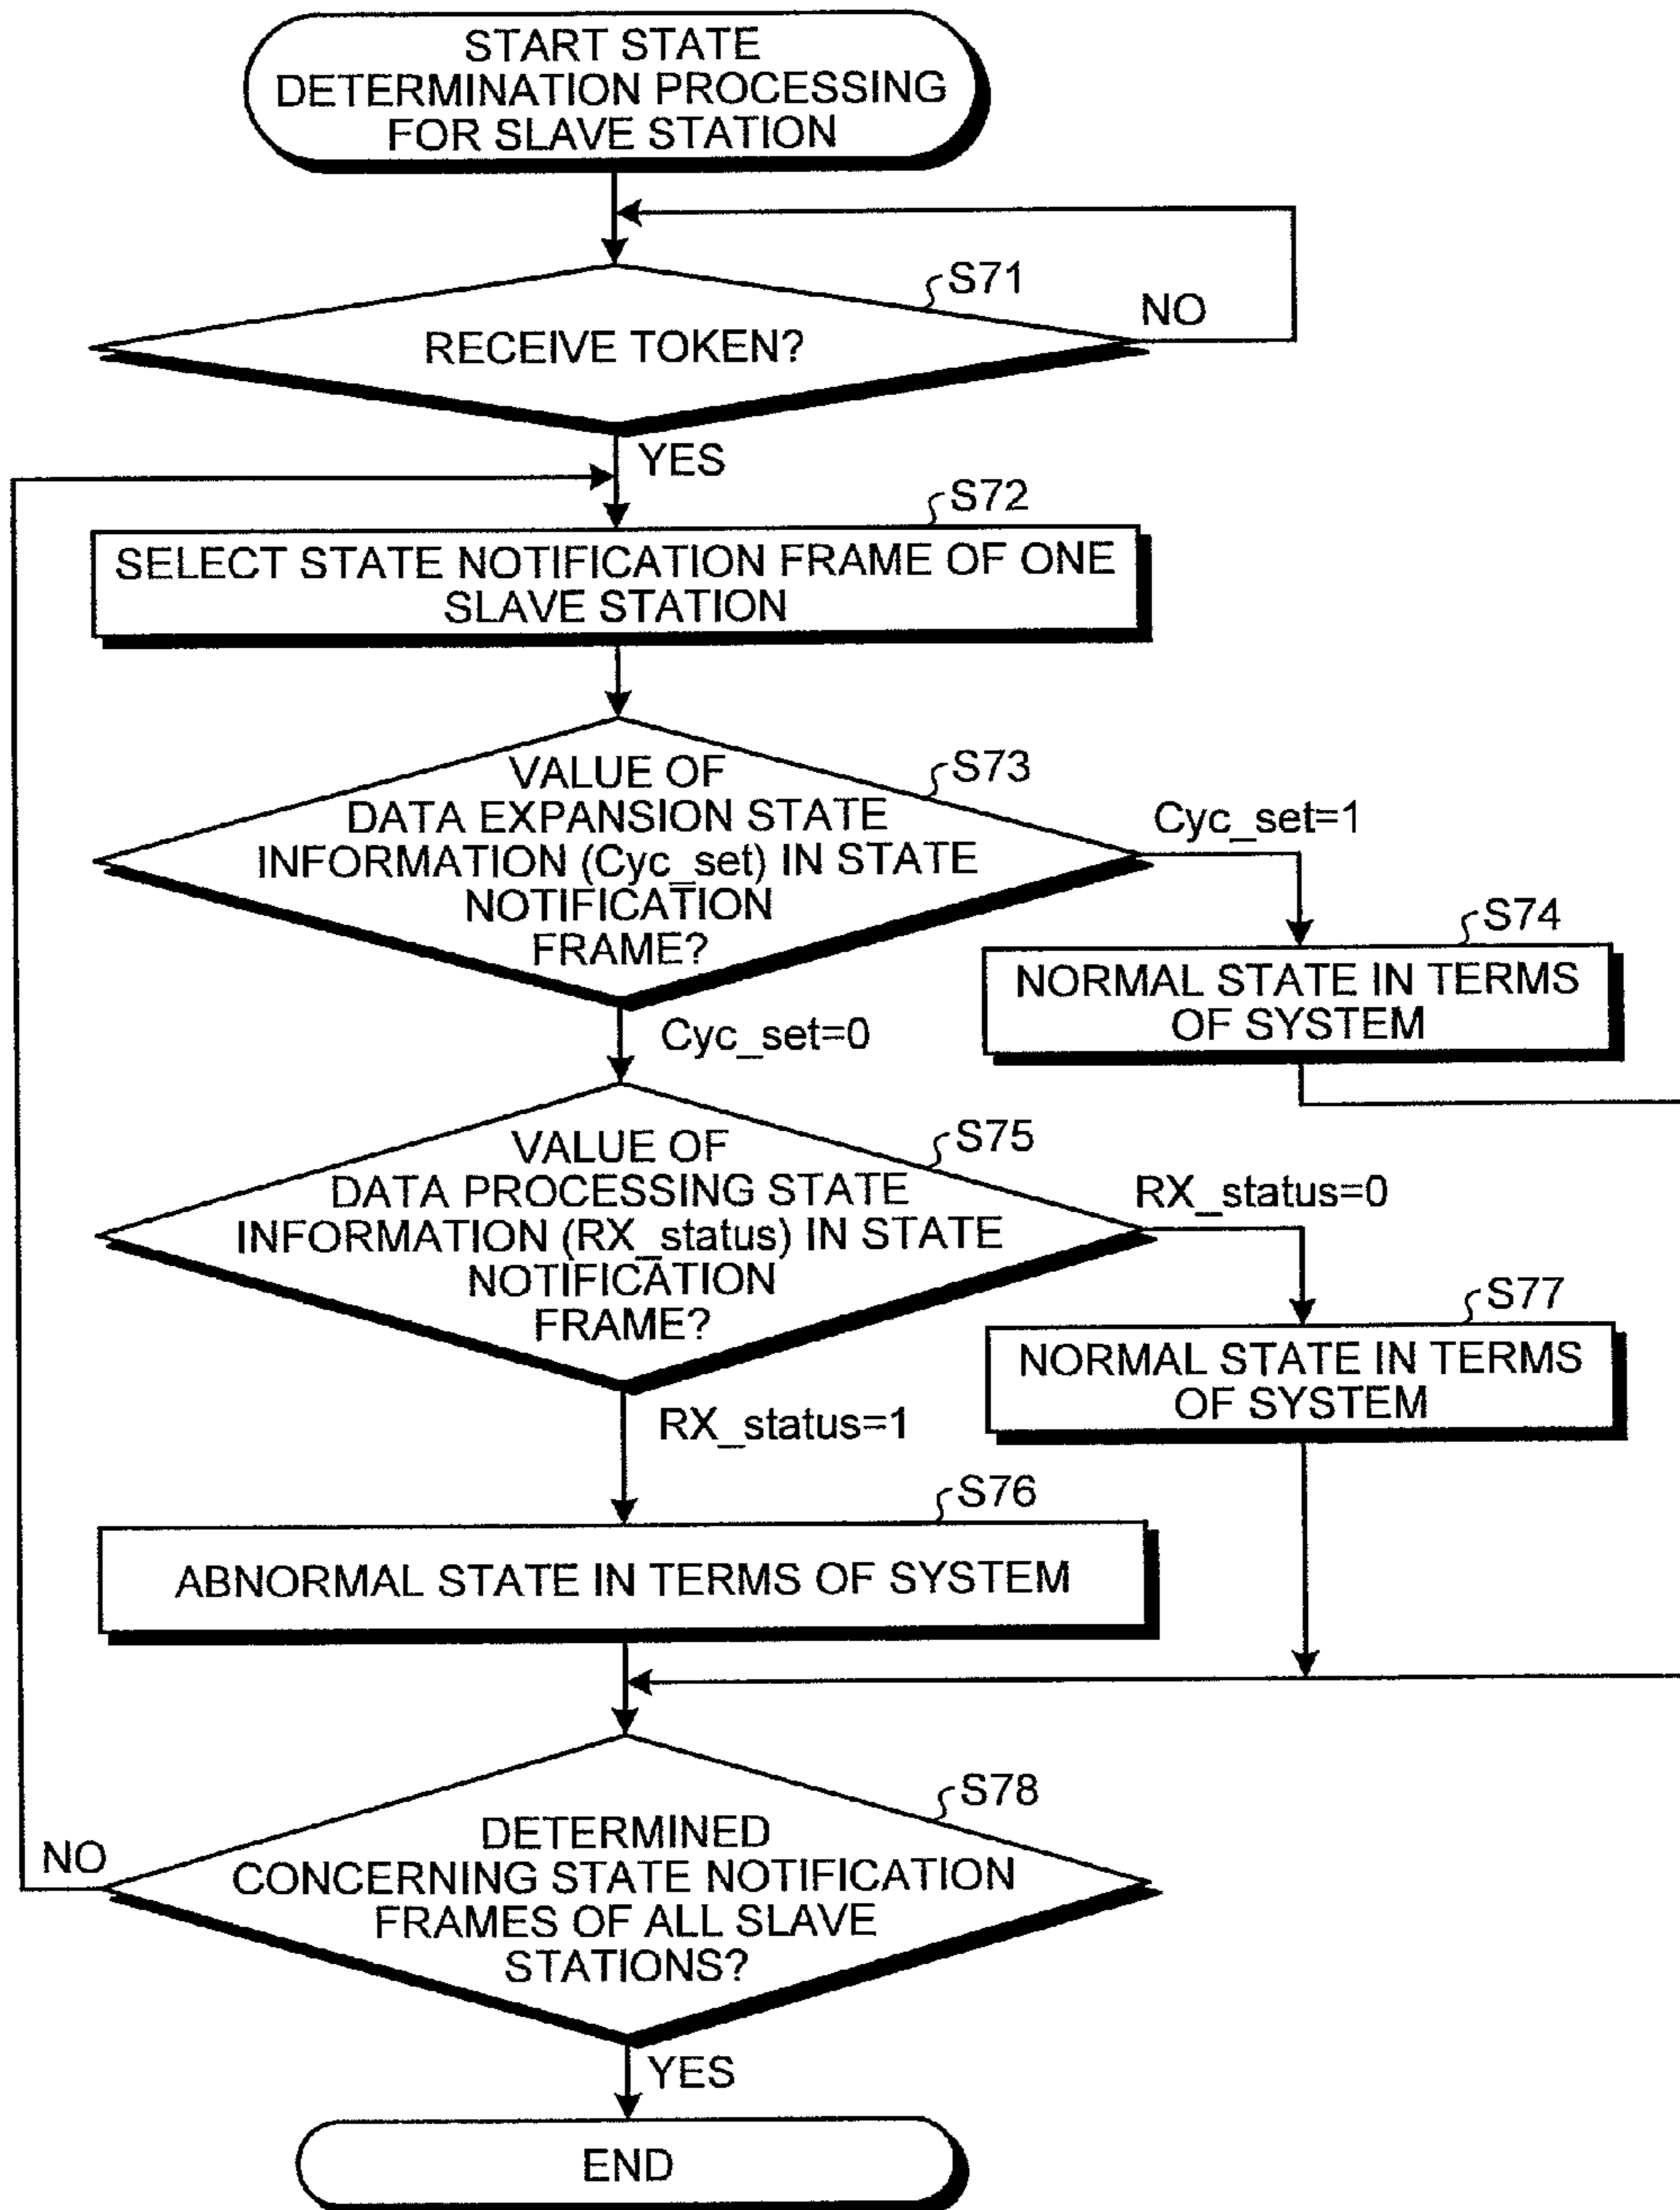 START STATE
DETERMINATION PROCESSING
FOR SLAVE STATION
S71
NO
RECEIVE TOKEN?
YES
S72
SELECT STATE NOTIFICATION FRAME OF ONE
SLAVE STATION
S73
VALUE OF
DATA EXPANSION STATE
INFORMATION (Cyc_set) IN STATE
NOTIFICATION
FRAME?
Cyc_set=1
S74
NORMAL STATE IN TERMS
OF SYSTEM
Cyc_set=0
S75
VALUE OF
DATA PROCESSING STATE
INFORMATION (RX_status) IN STATE
NOTIFICATION
FRAME?
RX_status=0
S77
NORMAL STATE IN TERMS
OF SYSTEM
RX_status=1
S76
ABNORMAL STATE IN TERMS OF SYSTEM
S78
NO
DETERMINED
CONCERNING STATE NOTIFICATION
FRAMES OF ALL SLAVE
STATIONS?
YES
END